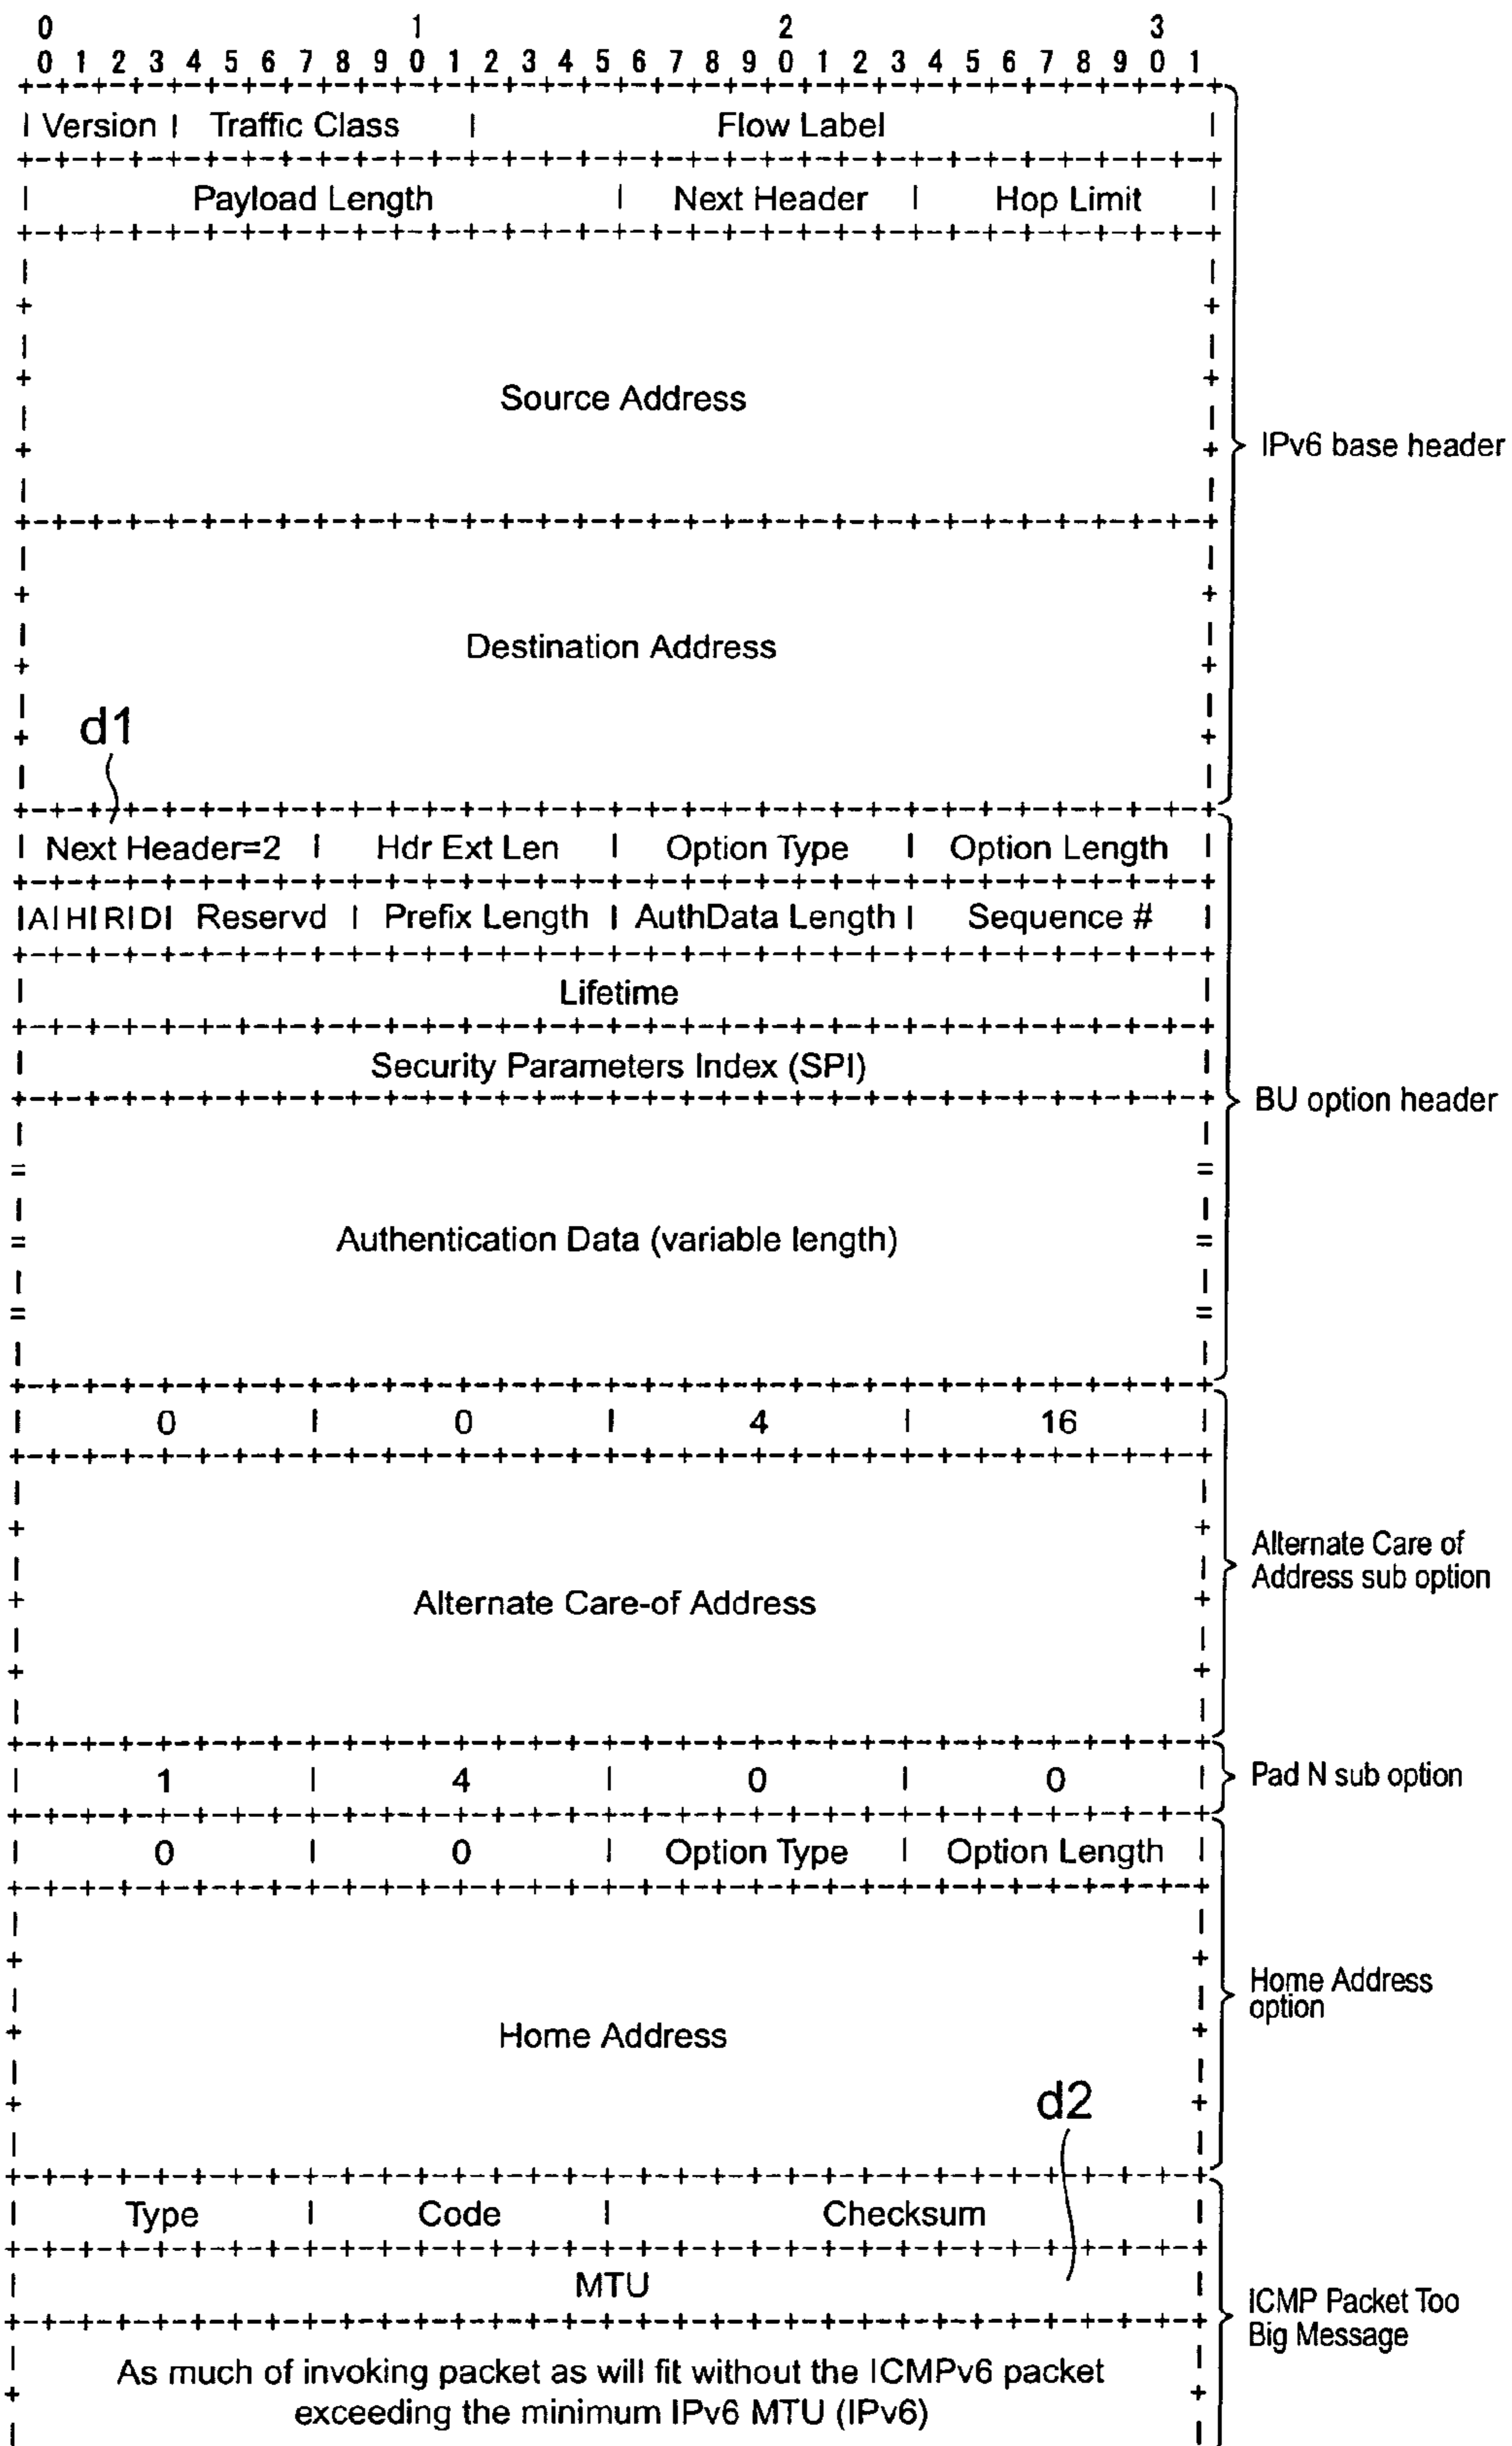 0 1 2 3
0 1 2 3 4 5 6 7 8 9 0 1 2 3 4 5 6 7 8 9 0 1 2 3 4 5 6 7 8 9 0 1
Version | Traffic Class | Flow Label
Payload Length | Next Header | Hop Limit
Source Address
IPv6 base header
Destination Address
d1
Next Header=2 | Hdr Ext Len | Option Type | Option Length
|A|H|R|D| Reservd | Prefix Length | AuthData Length | Sequence #
Lifetime
Security Parameters Index (SPI)
BU option header
Authentication Data (variable length)
0 | 0 | 4 | 16
Alternate Care of
Address sub option
Alternate Care-of Address
1 | 4 | 0 | 0
Pad N sub option
0 | 0 | Option Type | Option Length
Home Address
option
Home Address
d2
Type | Code | Checksum
MTU
ICMP Packet Too
Big Message
As much of invoking packet as will fit without the ICMPv6 packet
exceeding the minimum IPv6 MTU (IPv6)